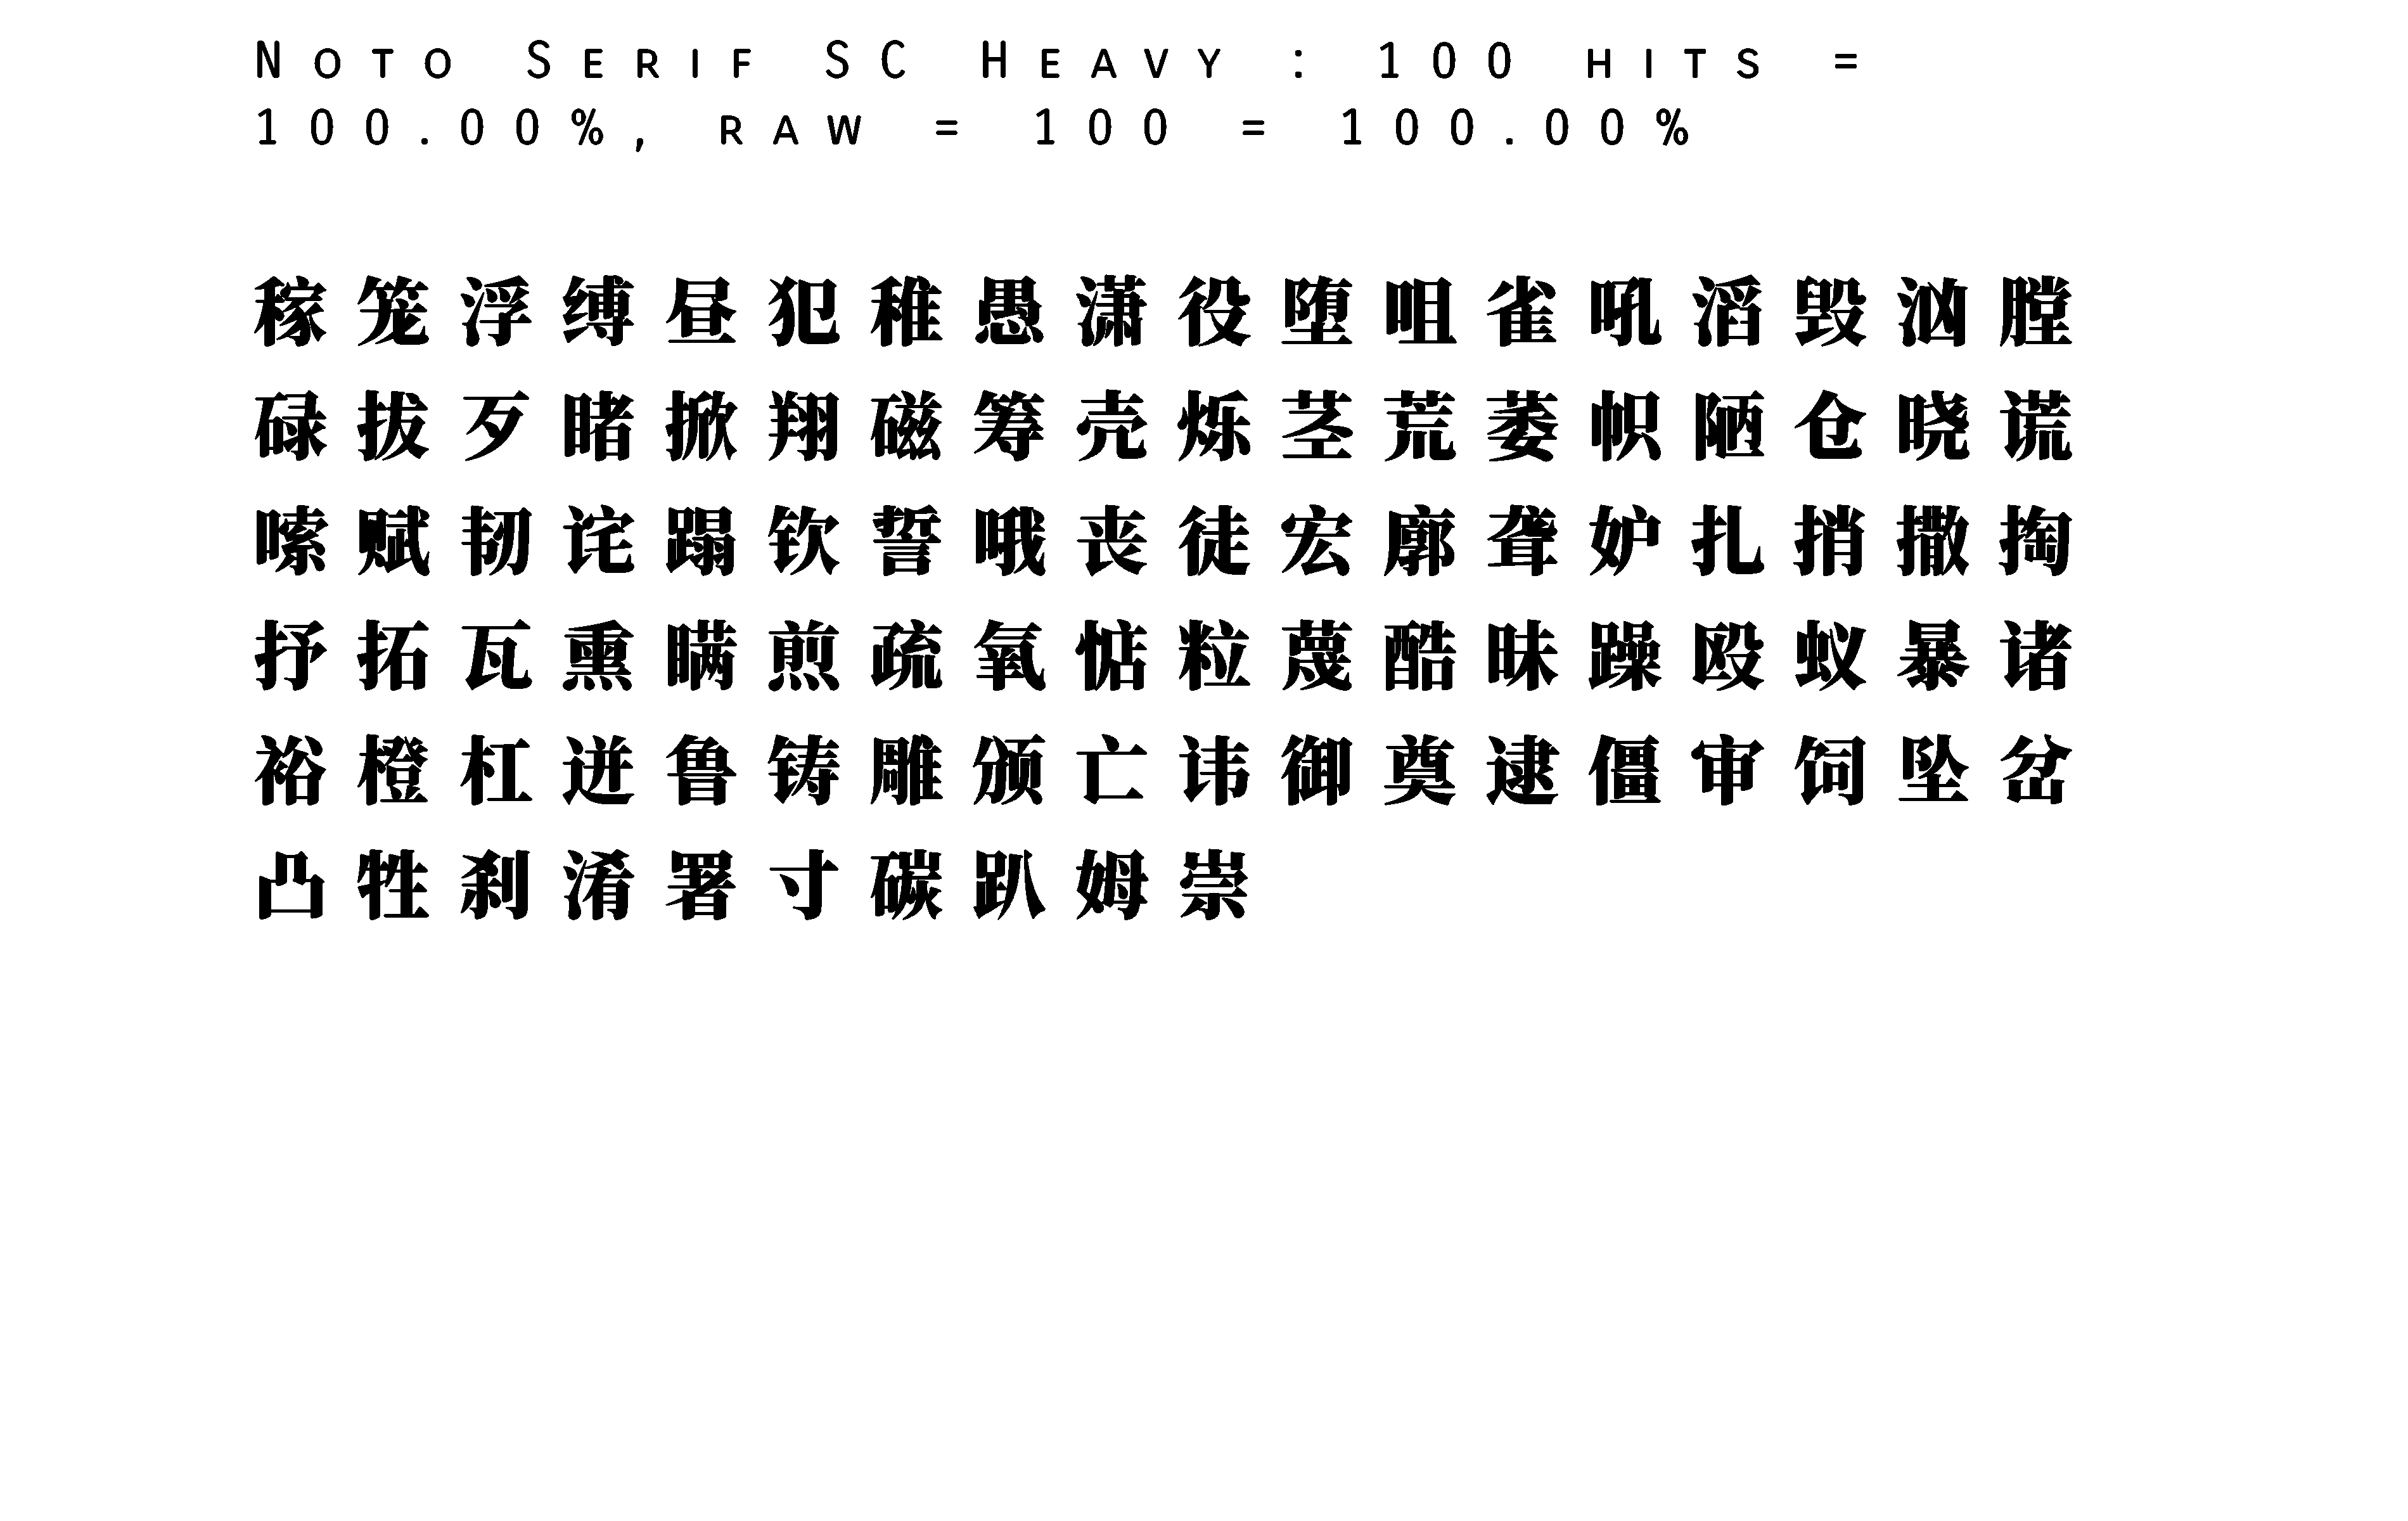 Noto Serif SC Heavy : 100 hits =
100.00%, raw = 100 = 100.00%
稼笼浮缚昼犯稚愚潇役堕咀雀吼滔毁汹膛
碌拔歹睹掀翔磁筹壳烁茎荒萎帜陋仓晓谎
嗦赋韧诧蹋钦誓哦丧徒宏廓聋妒扎捎撒掏
抒拓瓦熏瞒煎疏氧惦粒蔑酷昧躁殴蚁暴诸
裕橙杠迸鲁铸雕颁亡讳御奠逮僵审饲坠岔
凸牲刹淆署寸碳趴姆崇